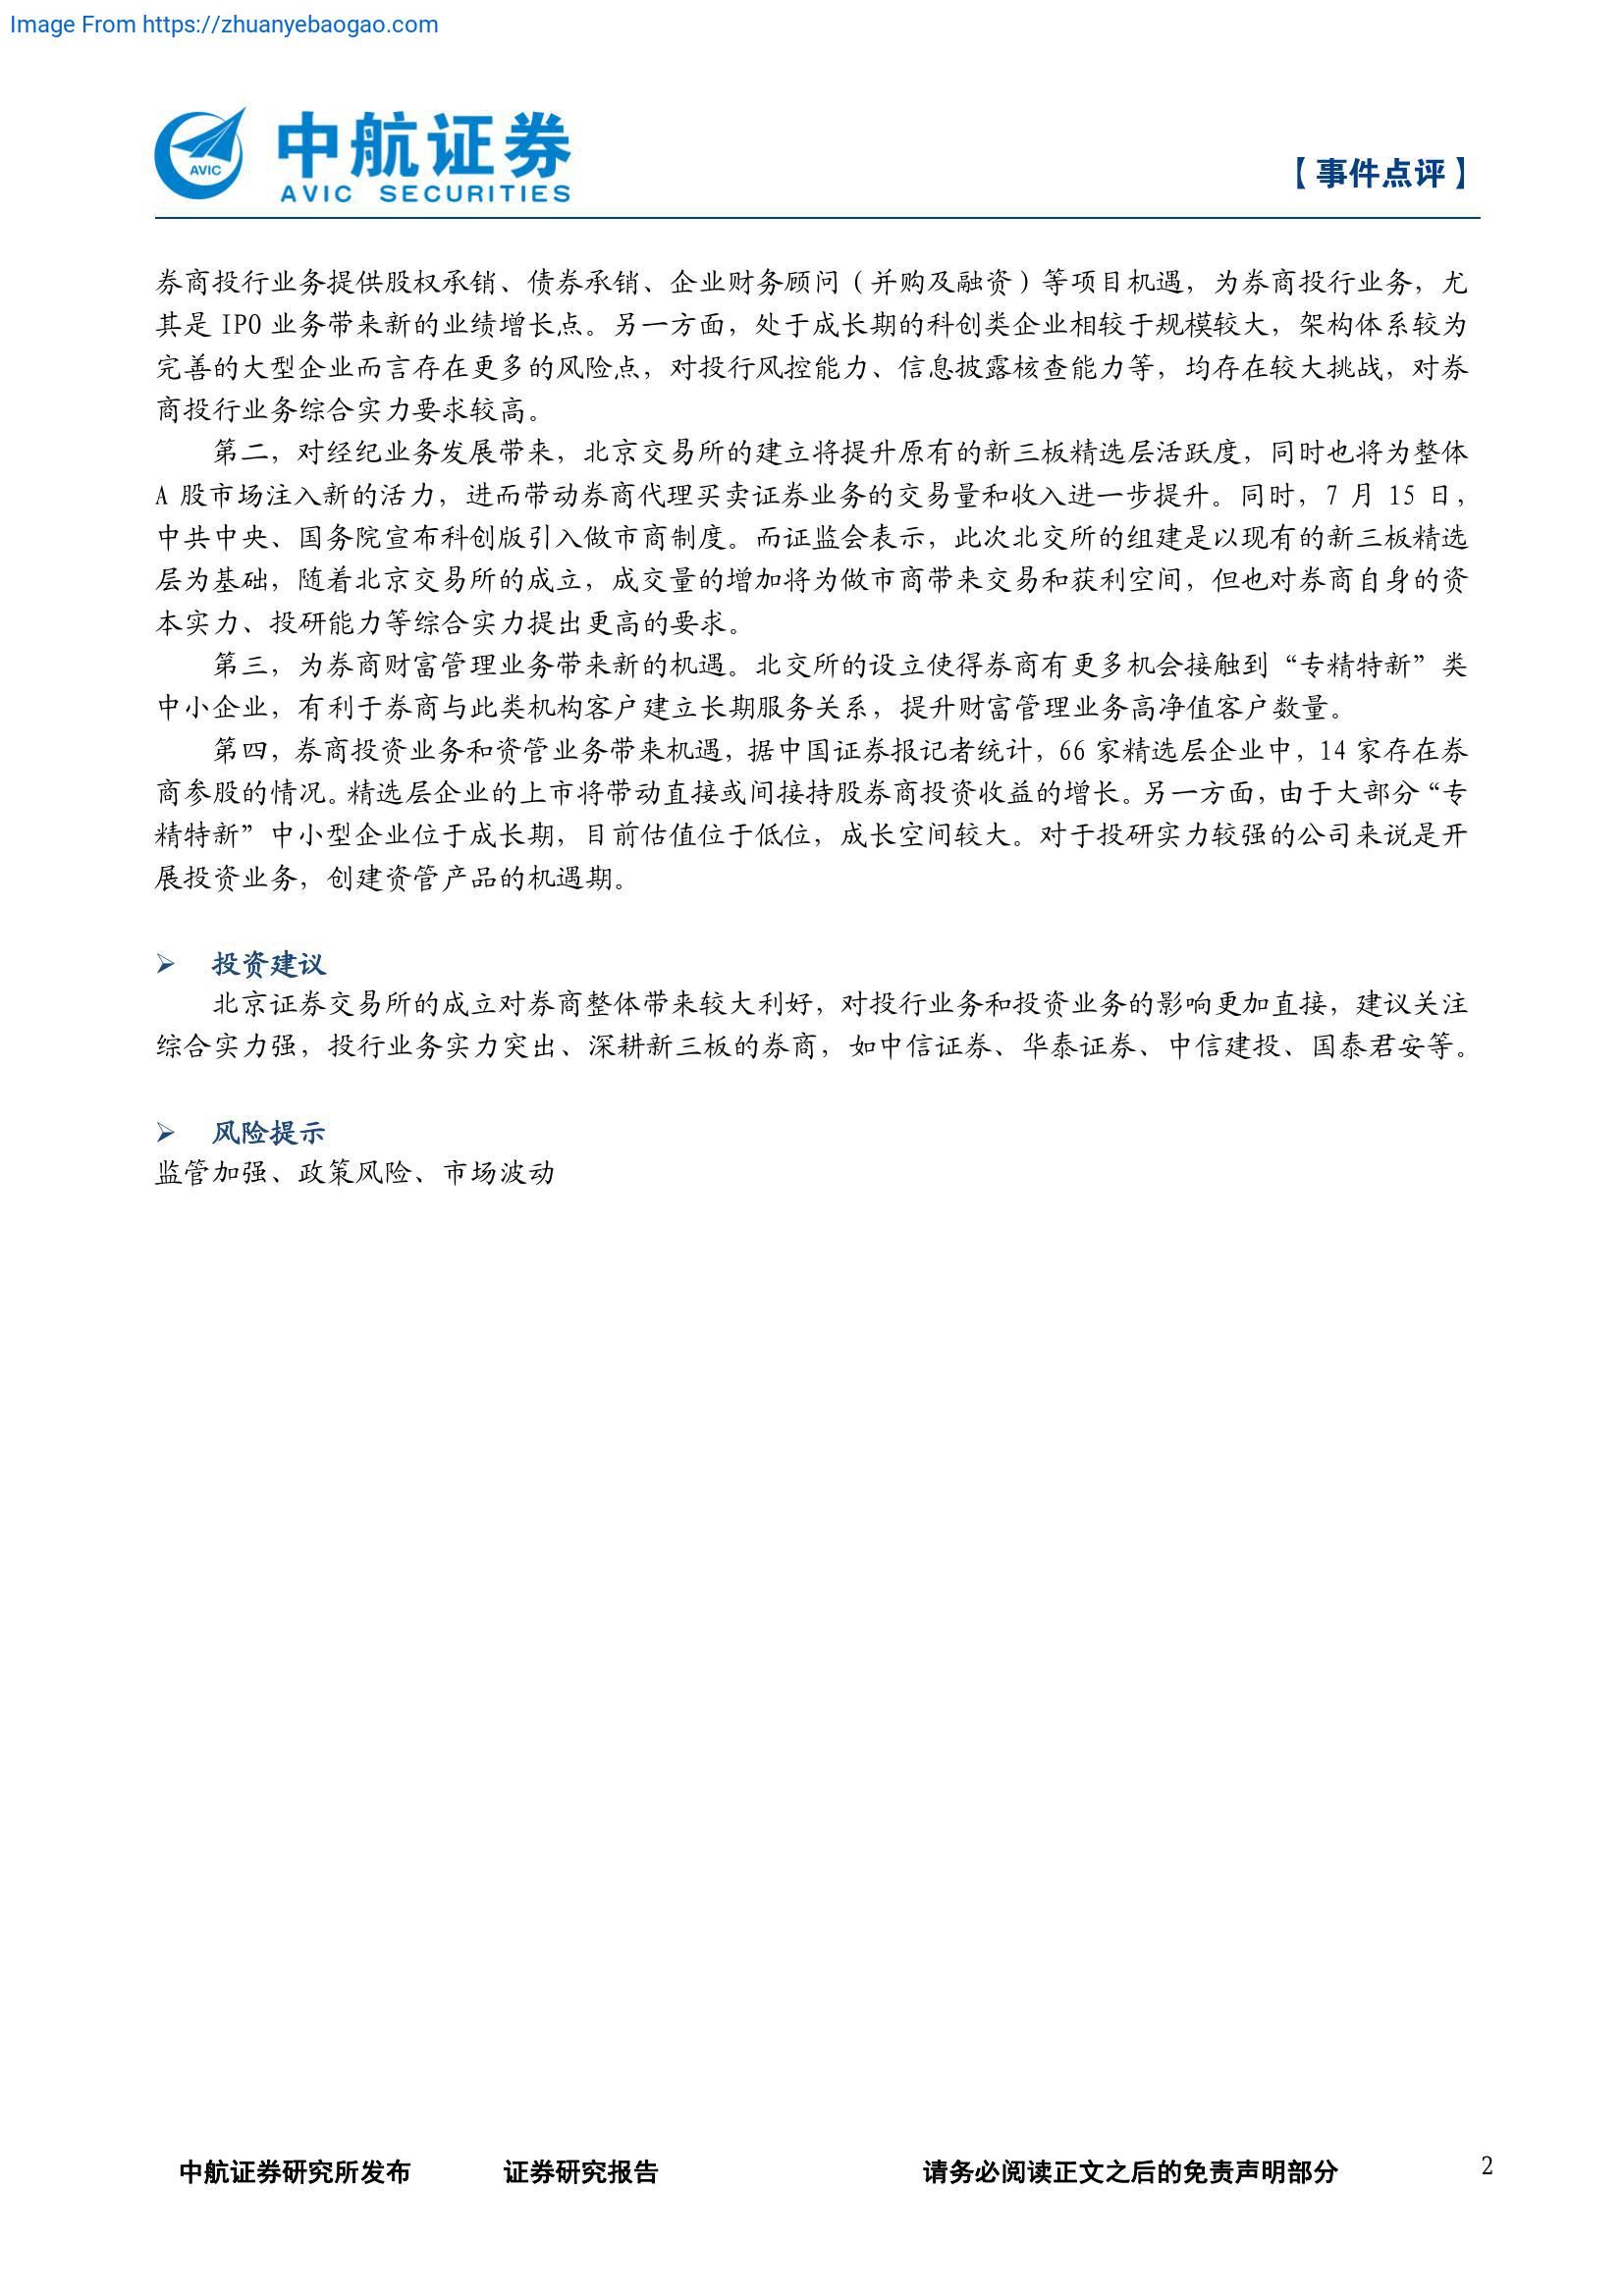 Image From https://zhuanyebaogao.com
AVIC
中航证券
AVIC SECURITIES
【事件点评】
券商投行业务提供股权承销、债券承销、企业财务顾问（并购及融资）等项目机遇，为券商投行业务，尤
其是 IPO 业务带来新的业绩增长点。另一方面，处于成长期的科创类企业相较于规模较大，架构体系较为
完善的大型企业而言存在更多的风险点，对投行风控能力、信息披露核查能力等，均存在较大挑战，对券
商投行业务综合实力要求较高。
第二，对经纪业务发展带来，北京交易所的建立将提升原有的新三板精选层活跃度，同时也将为整体
A 股市场注入新的活力，进而带动券商代理买卖证券业务的交易量和收入进一步提升。同时，7 月 15 日，
中共中央、国务院宣布科创版引入做市商制度。而证监会表示，此次北交所的组建是以现有的新三板精选
层为基础，随着北京交易所的成立，成交量的增加将为做市商带来交易和获利空间，但也对券商自身的资
本实力、投研能力等综合实力提出更高的要求。
第三，为券商财富管理业务带来新的机遇。北交所的设立使得券商有更多机会接触到“专精特新”类
中小企业，有利于券商与此类机构客户建立长期服务关系，提升财富管理业务高净值客户数量。
第四，券商投资业务和资管业务带来机遇，据中国证券报记者统计，66 家精选层企业中，14 家存在券
商参股的情况。精选层企业的上市将带动直接或间接持股券商投资收益的增长。另一方面，由于大部分“专
精特新”中小型企业位于成长期，目前估值位于低位，成长空间较大。对于投研实力较强的公司来说是开
展投资业务，创建资管产品的机遇期。
➢ 投资建议
北京证券交易所的成立对券商整体带来较大利好，对投行业务和投资业务的影响更加直接，建议关注
综合实力强，投行业务实力突出、深耕新三板的券商，如中信证券、华泰证券、中信建投、国泰君安等。
➢ 风险提示
监管加强、政策风险、市场波动
中航证券研究所发布 证券研究报告 请务必阅读正文之后的免责声明部分 2